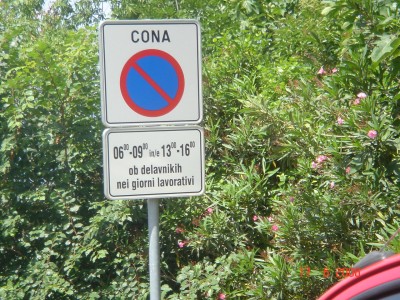 CONA
06⁰⁰-09⁰⁰ in/e 13⁰⁰-16⁰⁰
ob delavnikih
nei giorni lavorativi